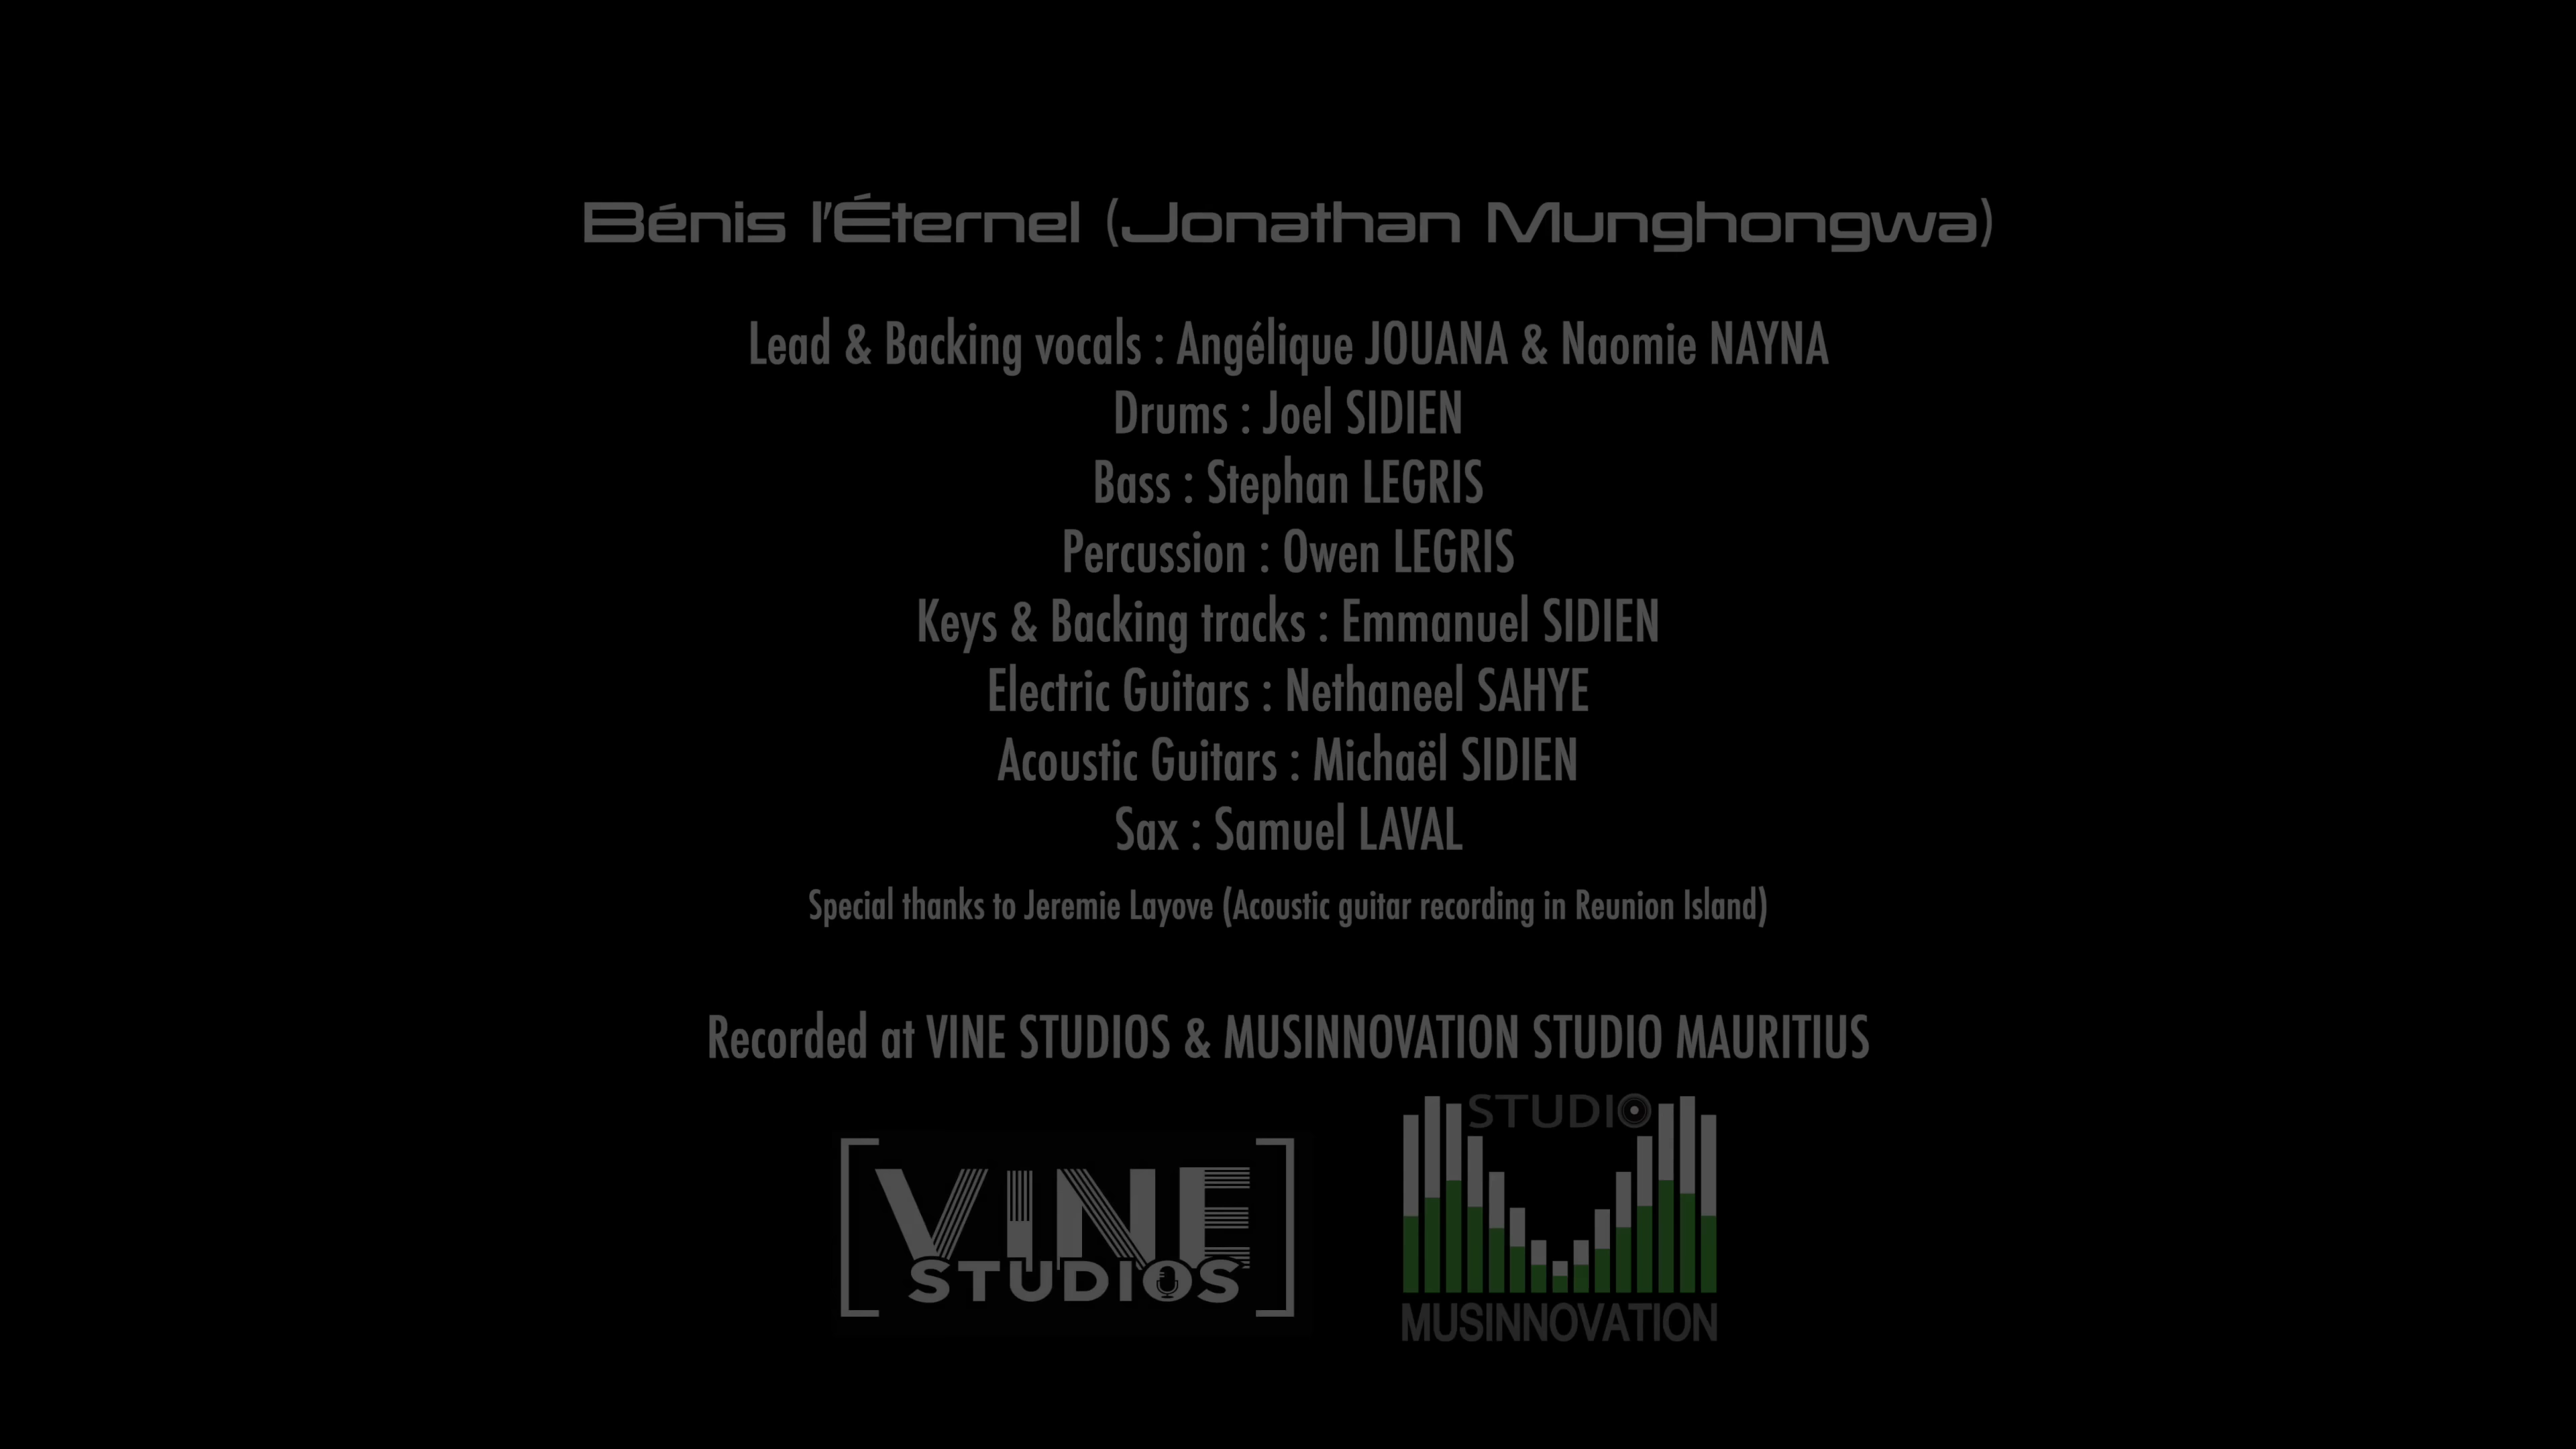 Bénis l'Éternel (Jonathan Munghongwa)
Lead & Backing vocals : Angélique JOUANA & Naomie NAYNA
Drums : Joel SIDIEN
Bass : Stephan LEGRIS
Percussion : Owen LEGRIS
Keys & Backing tracks : Emmanuel SIDIEN
Electric Guitars : Nethaneel SAHYE
Acoustic Guitars : Michaël SIDIEN
Sax : Samuel LAVAL
Special thanks to Jeremie Layove (Acoustic guitar recording in Reunion Island)
Recorded at VINE STUDIOS & MUSINNOVATION STUDIO MAURITIUS
VINE
STUDIOS
STUDIO
MUSINNOVATION